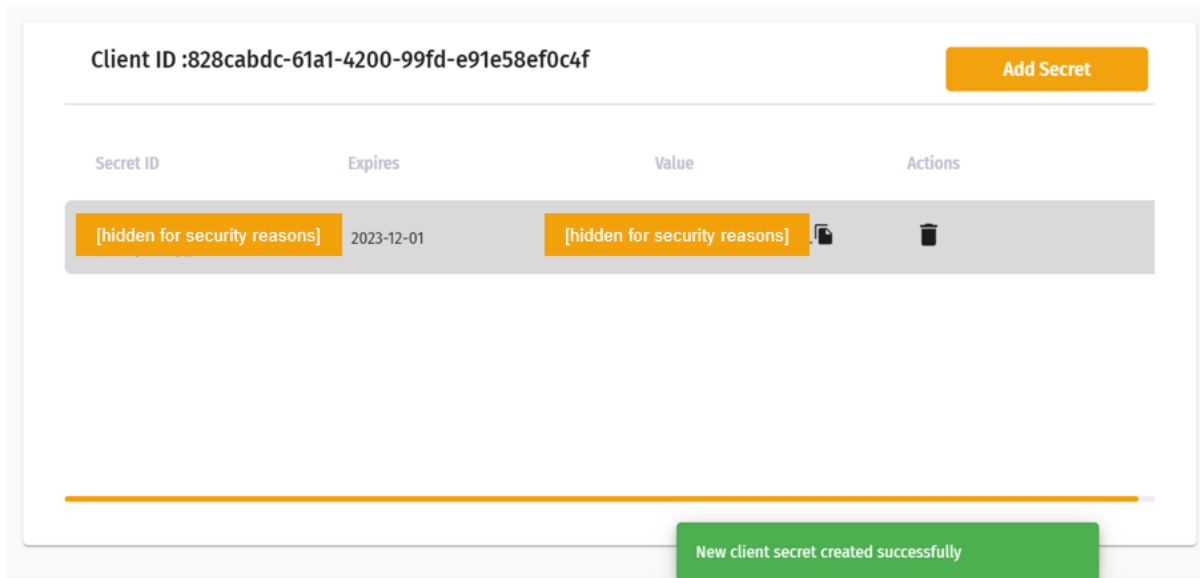 Client ID :828cabdc-61a1-4200-99fd-e91e58ef0c4f
Add Secret
Secret ID Expires Value Actions
[hidden for security reasons] 2023-12-01 [hidden for security reasons]
New client secret created successfully